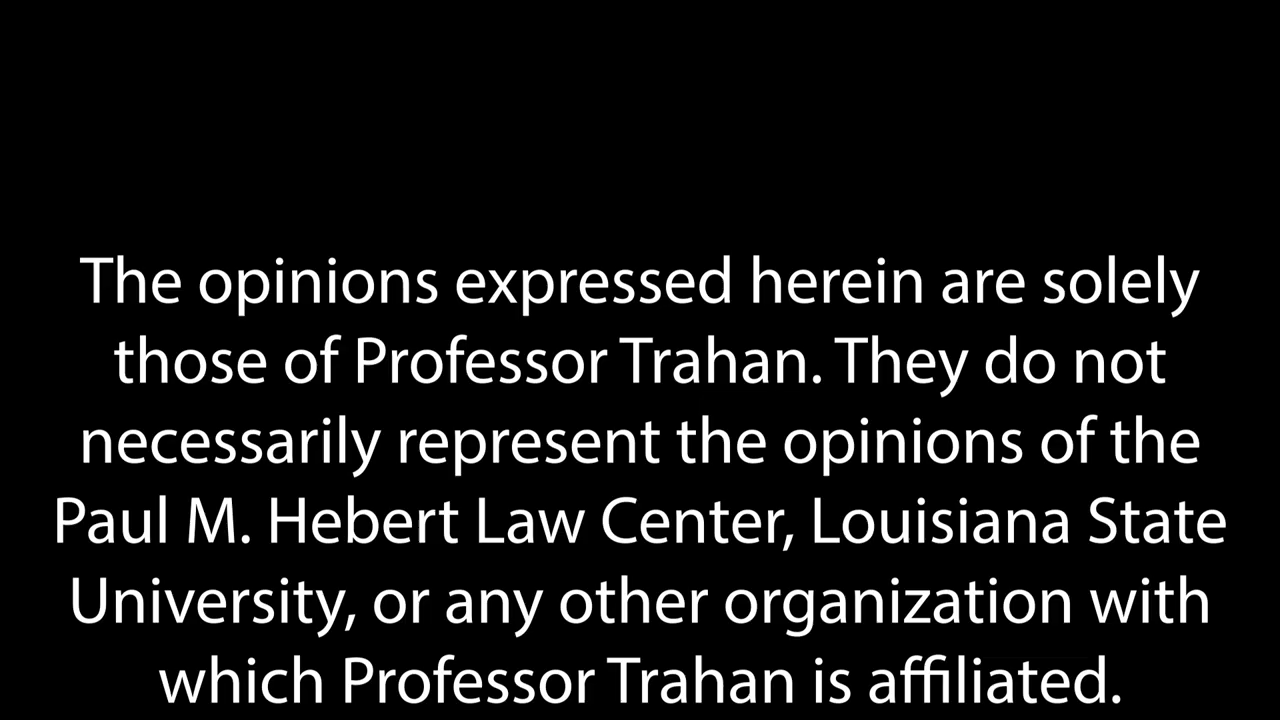 The opinions expressed herein are solely
those of Professor Trahan. They do not
necessarily represent the opinions of the
Paul M. Hebert Law Center, Louisiana State
University, or any other organization with
which Professor Trahan is affiliated.